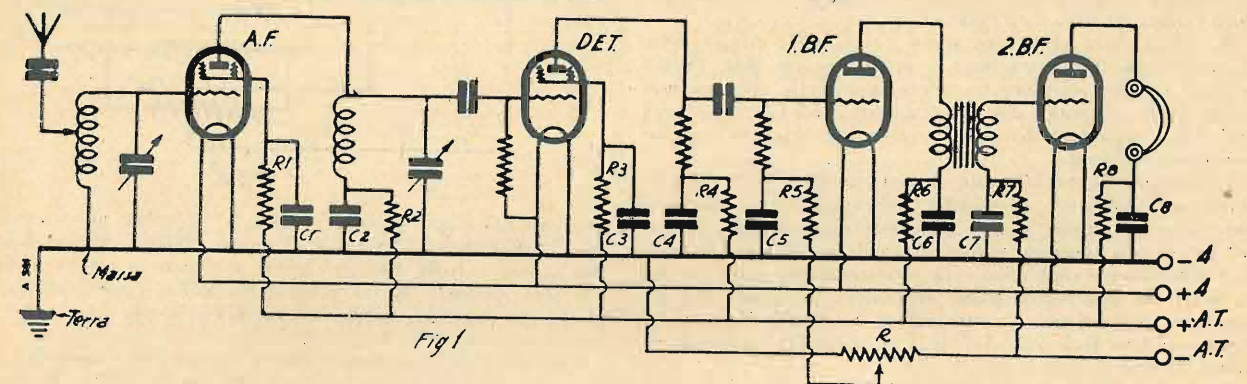 A.F.
DET.
1.B.F.
2.B.F.
R1
C1
C2
R2
R3
C3
C4
R4
C5
R5
R6
C6
C7
R7
R8
C8
Massa
Terra
Fig 1
R
- A
+ A
+ A.T.
- A.T.